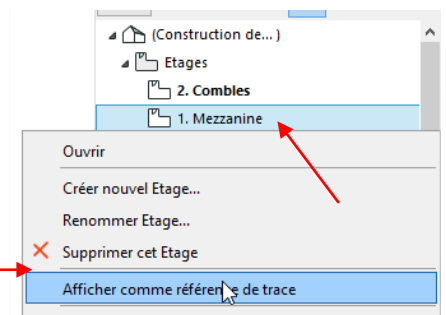 (Construction de... )
Etages
2. Combles
1. Mezzanine
Ouvrir
Créer nouvel Etage...
Renommer Etage...
Supprimer cet Etage
Afficher comme référence de trace